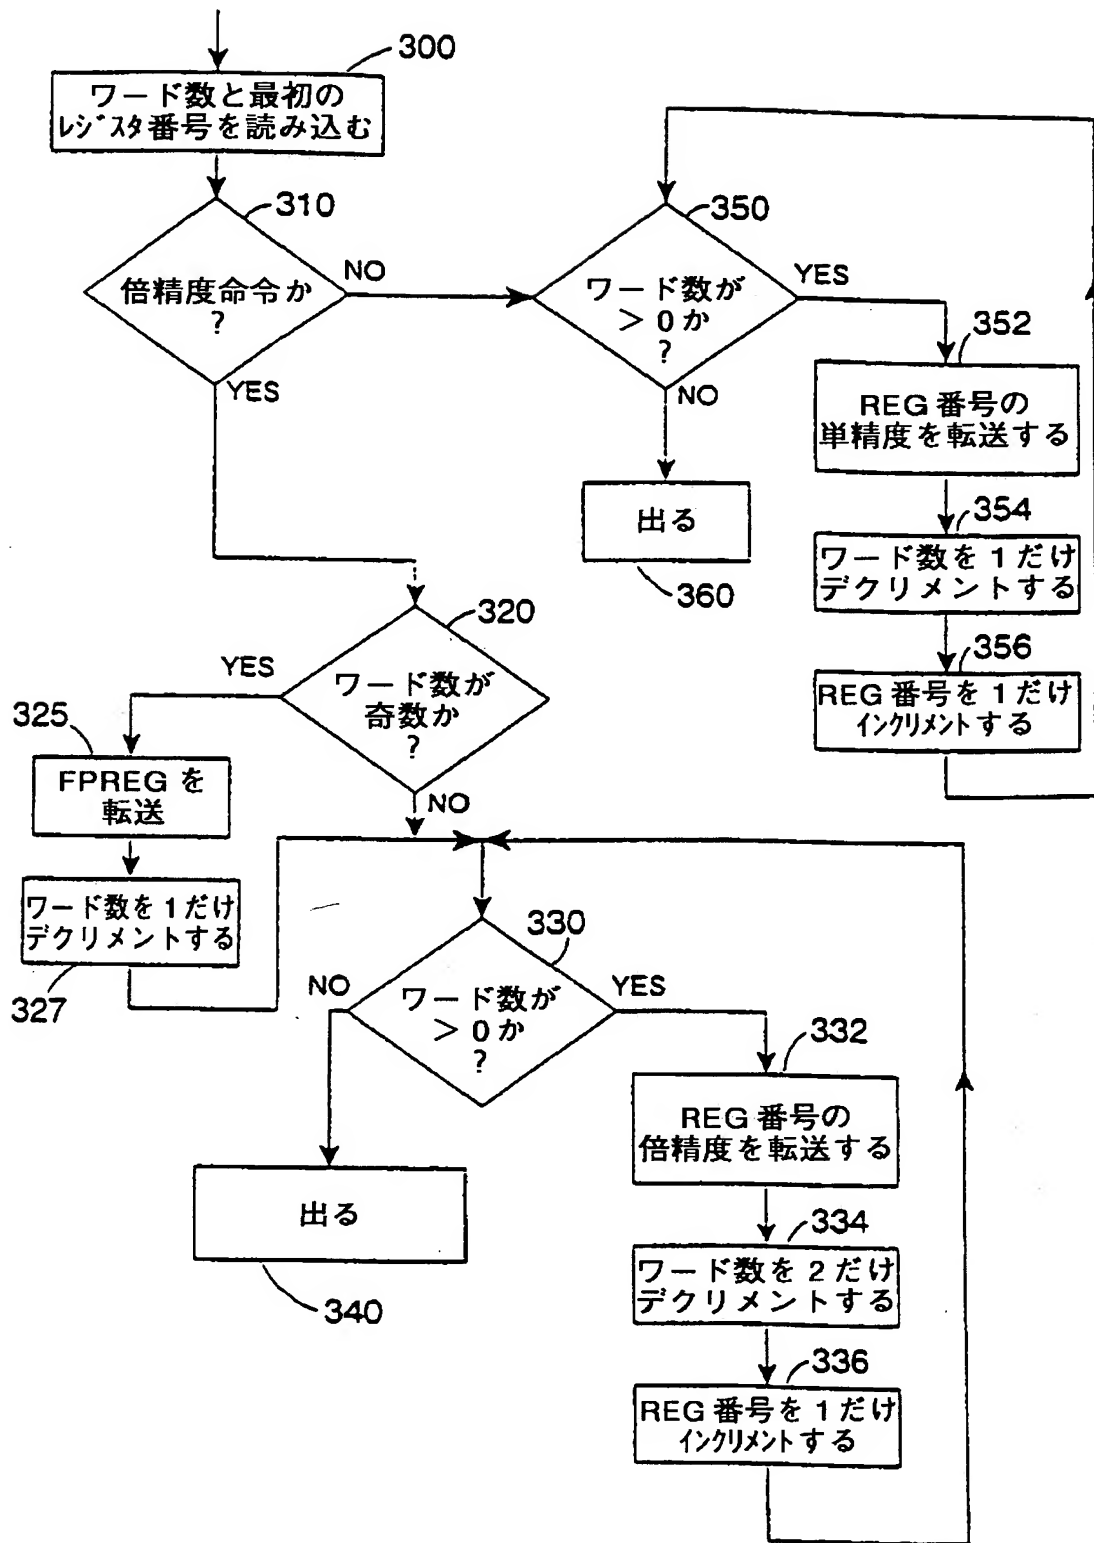 300
ワード数と最初の
レジスタ番号を読み込む
310
倍精度命令か
?
NO
YES
350
ワード数が
>0か
?
YES
NO
352
REG 番号の
単精度を転送する
出る
360
354
ワード数を1だけ
デクリメントする
356
REG 番号を1だけ
インクリメントする
320
ワード数が
奇数か
?
YES
NO
325
FPREG を
転送
ワード数を1だけ
デクリメントする
327
330
ワード数が
>0か
?
NO
YES
332
REG 番号の
倍精度を転送する
出る
340
334
ワード数を2だけ
デクリメントする
336
REG 番号を1だけ
インクリメントする